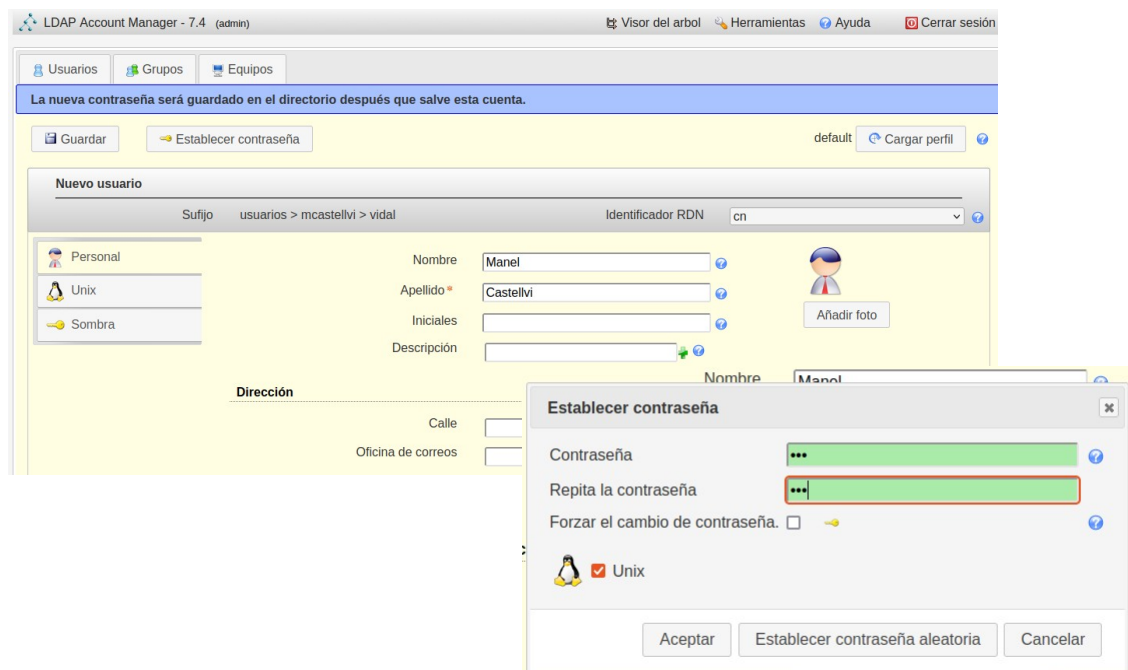 LDAP Account Manager - 7.4 (admin) Visor del arbol Herramientas Ayuda Cerrar sesión
Usuarios Grupos Equipos
La nueva contraseña será guardado en el directorio después que salve esta cuenta.
Guardar Establecer contraseña default Cargar perfil
Nuevo usuario
Sufijo usuarios > mcastellvi > vidal Identificador RDN cn
Personal
Unix
Sombra
Nombre Manel
Apellido* Castellvi
Iniciales
Descripción
Añadir foto
Dirección
Calle
Oficina de correos
Nombre Manel
Establecer contraseña
Contraseña •••
Repita la contraseña •••
Forzar el cambio de contraseña.
Unix
Aceptar Establecer contraseña aleatoria Cancelar